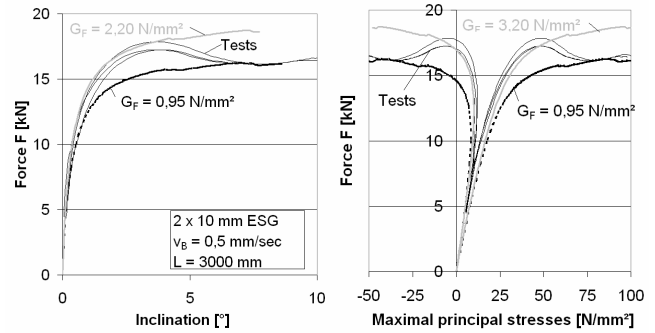 20
15
10
5
0
0
5
10
Force F [kN]
Inclination [°]
G_F = 2,20 N/mm²
Tests
G_F = 0,95 N/mm²
2 x 10 mm ESG
v_B = 0,5 mm/sec
L = 3000 mm
20
15
10
5
0
-50
-25
0
25
50
75
100
Force F [kN]
Maximal principal stresses [N/mm²]
G_F = 3,20 N/mm²
Tests
G_F = 0,95 N/mm²